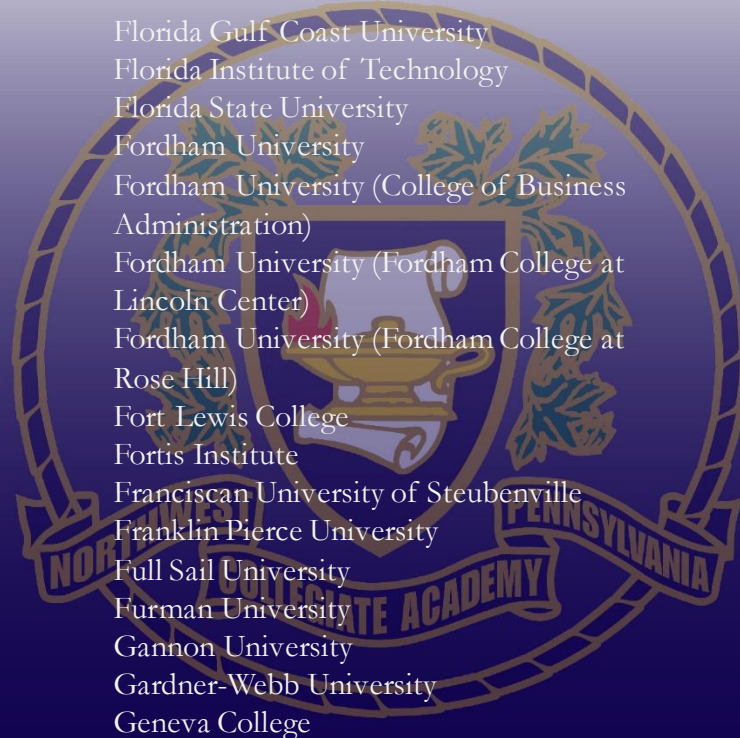 Florida Gulf Coast University
Florida Institute of Technology
Florida State University
Fordham University
Fordham University (College of Business
Administration)
Fordham University (Fordham College at
Lincoln Center)
Fordham University (Fordham College at
Rose Hill)
Fort Lewis College
Fortis Institute
Franciscan University of Steubenville
Franklin Pierce University
Full Sail University
Furman University
Gannon University
Gardner-Webb University
Geneva College
NORTHWEST PENNSYLVANIA
COLLEGIATE ACADEMY